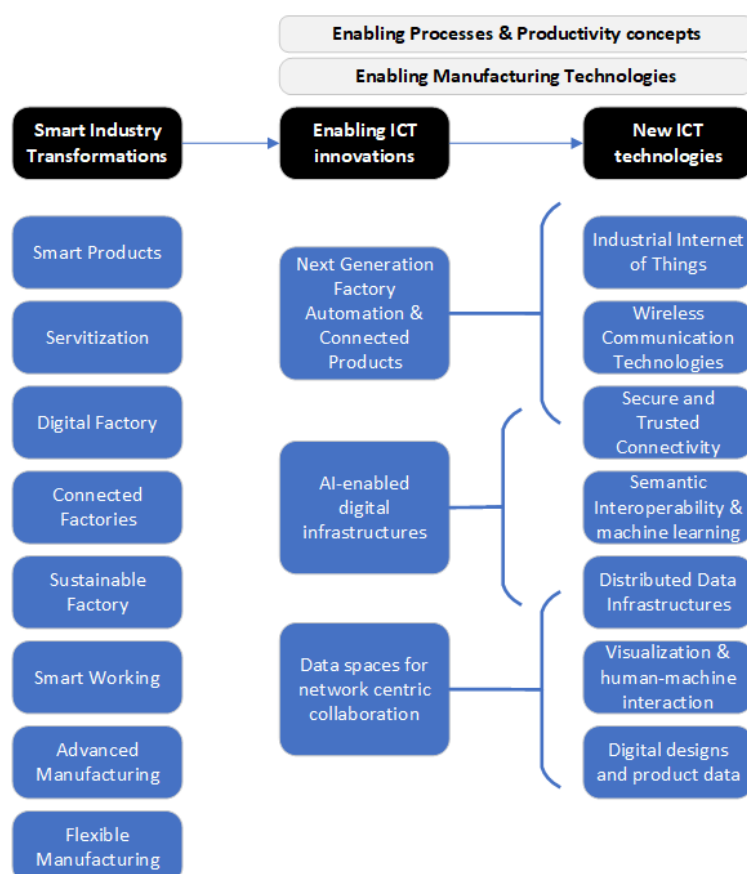 Enabling Processes & Productivity concepts
Enabling Manufacturing Technologies
Smart Industry
Transformations
Enabling ICT
innovations
New ICT
technologies
Smart Products
Servitization
Digital Factory
Connected
Factories
Sustainable
Factory
Smart Working
Advanced
Manufacturing
Flexible
Manufacturing
Next Generation
Factory
Automation &
Connected
Products
AI-enabled
digital
infrastructures
Data spaces for
network centric
collaboration
Industrial Internet
of Things
Wireless
Communication
Technologies
Secure and
Trusted
Connectivity
Semantic
Interoperability &
machine learning
Distributed Data
Infrastructures
Visualization &
human-machine
interaction
Digital designs
and product data